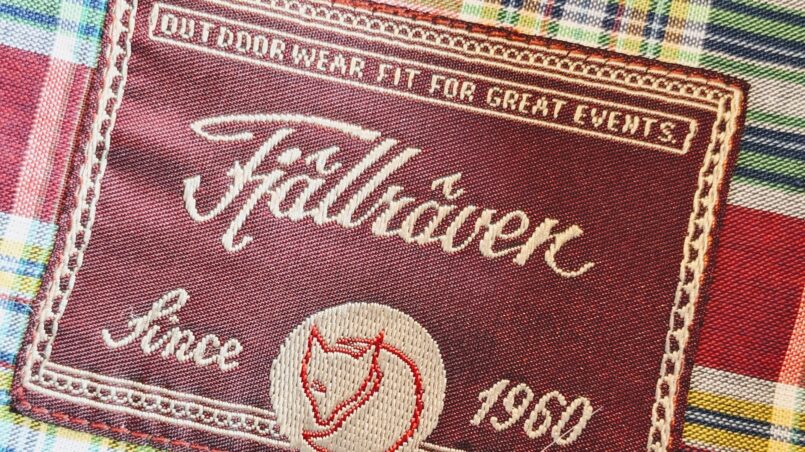 OUTDOOR WEAR FIT FOR GREAT EVENTS.
Fjällräven
Since 1960